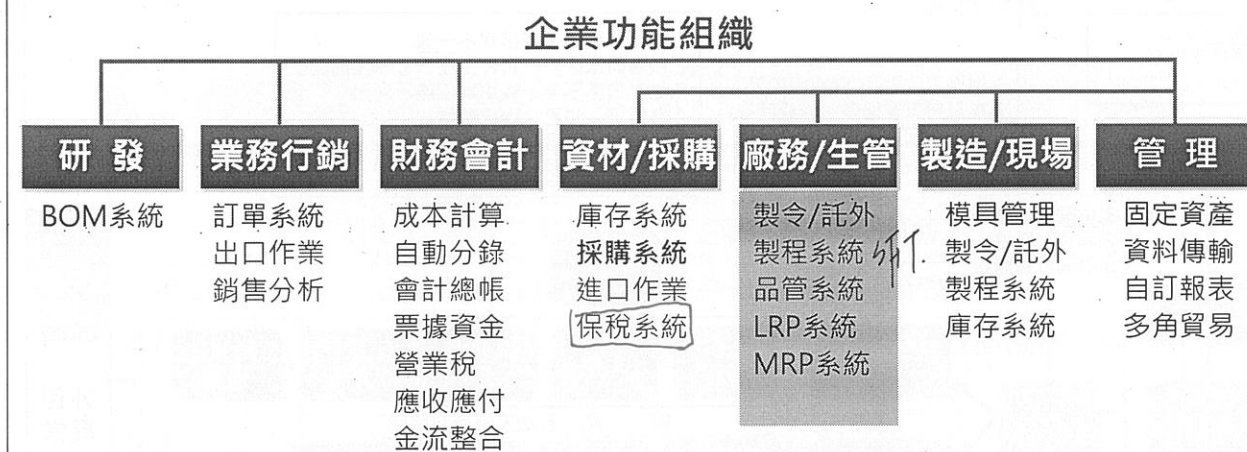 企業功能組織
研發
BOM系統
業務行銷
訂單系統
出口作業
銷售分析
財務會計
成本計算
自動分錄
會計總帳
票據資金
營業稅
應收應付
金流整合
資材/採購
庫存系統
採購系統
進口作業
保稅系統
廠務/生管
製令/託外
製程系統
品管系統
LRP系統
MRP系統
製造/現場
模具管理
製令/託外
製程系統
庫存系統
管理
固定資產
資料傳輸
自訂報表
多角貿易